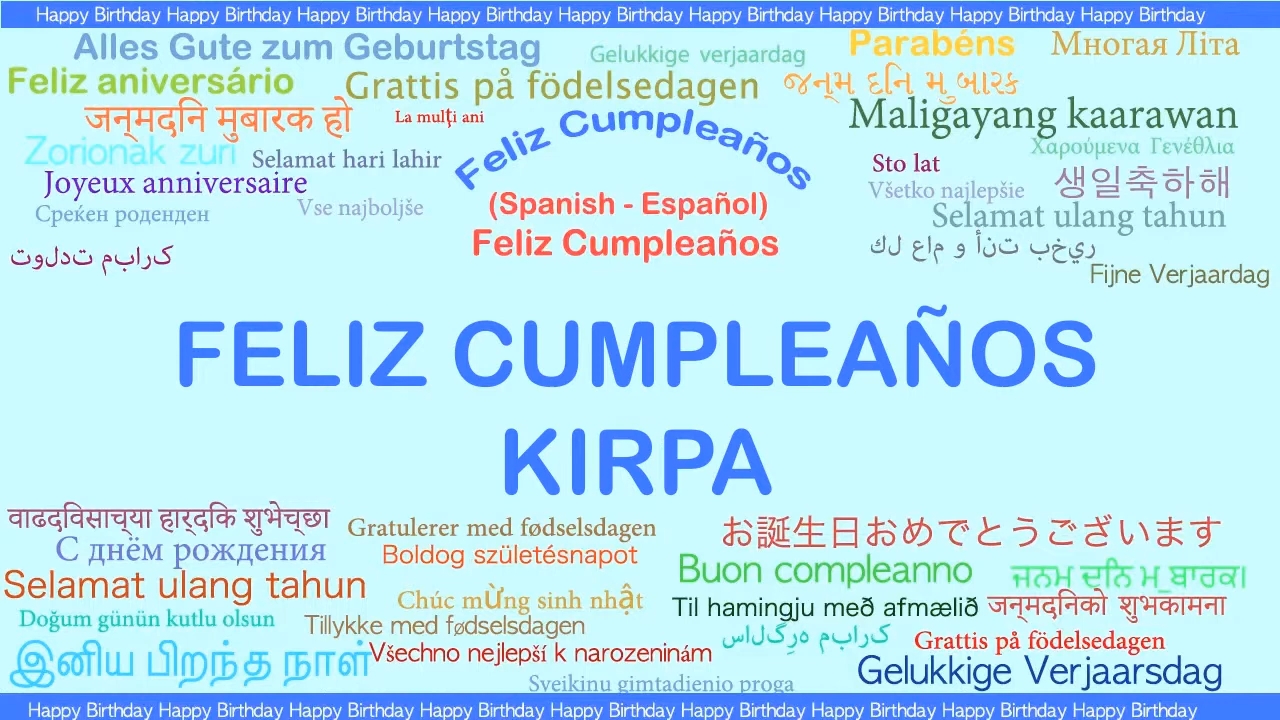 Happy Birthday Happy Birthday Happy Birthday Happy Birthday Happy Birthday Happy Birthday Happy Birthday Happy Birthday Happy Birthday
Alles Gute zum Geburtstag
Gelukkige verjaardag
Parabéns
Многая Літа
Feliz aniversário
Grattis på födelsedagen
જન્મ દિન મુબારક
जन्मदिन मुबारक हो
La mulţi ani
Feliz Cumpleaños
Maligayang kaarawan
Zorionak zuri
Selamat hari lahir
Sto lat
Χαρούμενα Γενέθλια
Joyeux anniversaire
(Spanish - Español)
Všetko najlepšie
생일축하해
Среќен роденден
Vse najboljše
Feliz Cumpleaños
Selamat ulang tahun
تولدت مبارک
كل عام و أنت بخير
Fijne Verjaardag
FELIZ CUMPLEAÑOS
KIRPA
वाढदिवसाच्या हार्दिक शुभेच्छा
Gratulerer med fødselsdagen
お誕生日おめでとうございます
С днём рождения
Boldog születésnapot
Buon compleanno
ਜਨਮ ਦਿਨ ਮੁਬਾਰਕ।
Selamat ulang tahun
Chúc mừng sinh nhật
Til hamingju með afmælið
जन्मदिनको शुभकामना
Doğum günün kutlu olsun
Tillykke med fødselsdagen
سالگرہ مبارک
Grattis på födelsedagen
இனிய பிறந்த நாள்
Všechno nejlepší k narozeninám
Gelukkige Verjaarsdag
Sveikinu gimtadienio proga
Happy Birthday Happy Birthday Happy Birthday Happy Birthday Happy Birthday Happy Birthday Happy Birthday Happy Birthday Happy Birthday